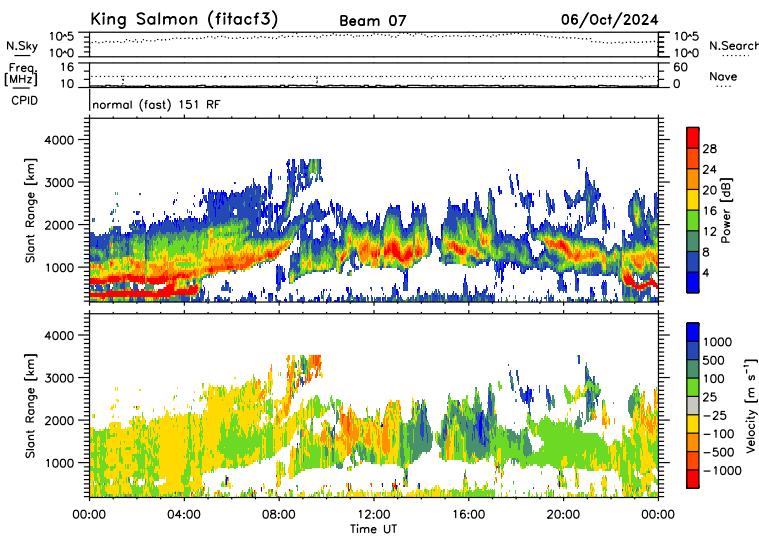 King Salmon (fitacf3) Beam 07 06/Oct/2024
N.Sky 10^5 10^0 10^5 10^0 N.Search
Freq. [MHz] 16 10 60 0 Nave
CPID normal (fast) 151 RF
Slant Range [km] 4000 3000 2000 1000
28 24 20 16 12 8 4 Power [dB]
Slant Range [km] 4000 3000 2000 1000
1000 500 100 25 −25 −100 −500 −1000 Velocity [m s⁻¹]
00:00 04:00 08:00 12:00 16:00 20:00 00:00
Time UT